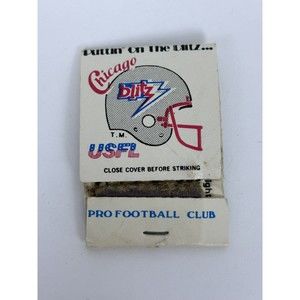 Puttin' On The Blitz...
Chicago
Blitz
T.M.
USFL
CLOSE COVER BEFORE STRIKING
PRO FOOTBALL CLUB